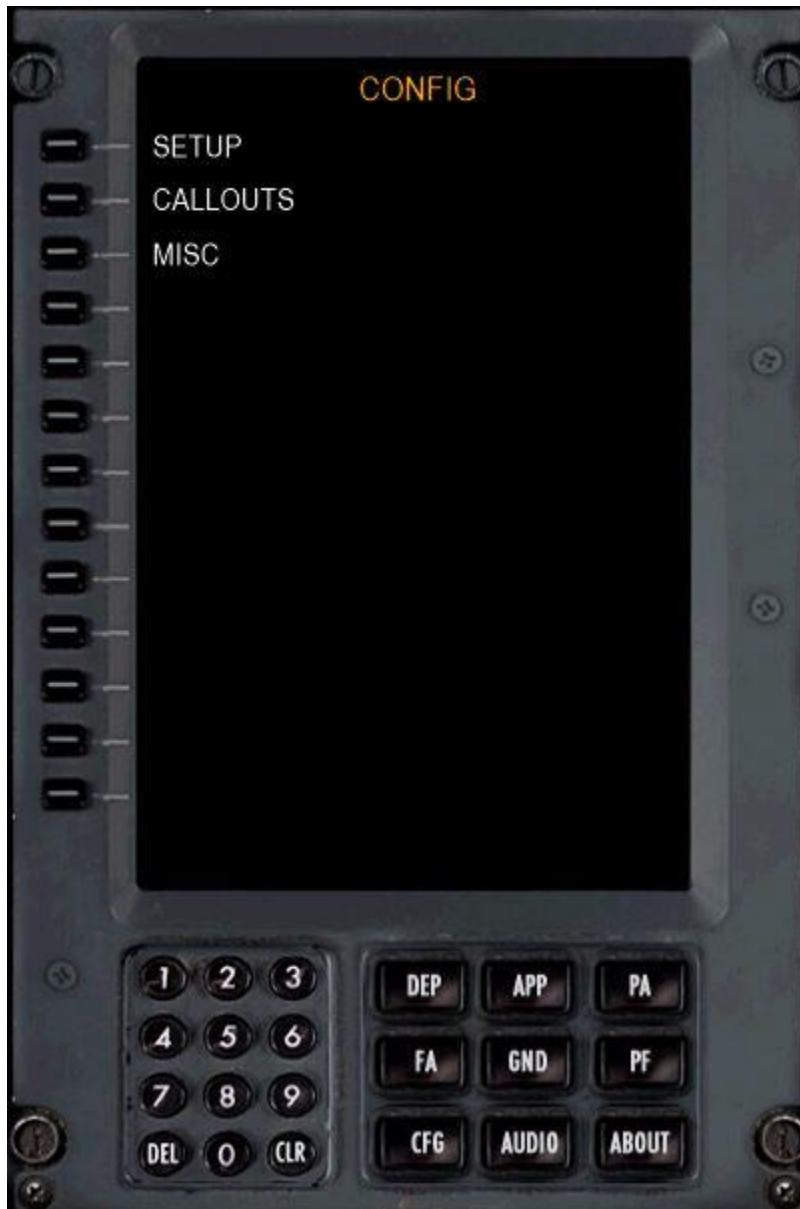 CONFIG
SETUP
CALLOUTS
MISC
1 2 3
4 5 6
7 8 9
DEL 0 CLR
DEP APP PA
FA GND PF
CFG AUDIO ABOUT